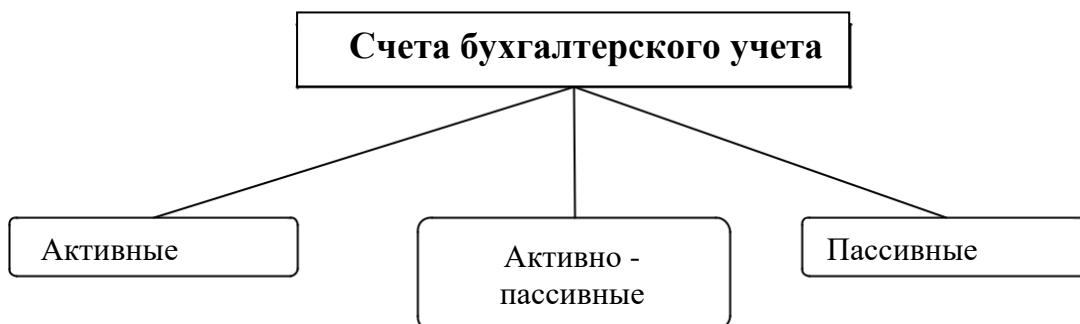 Счета бухгалтерского учета
Активные
Активно -
пассивные
Пассивные